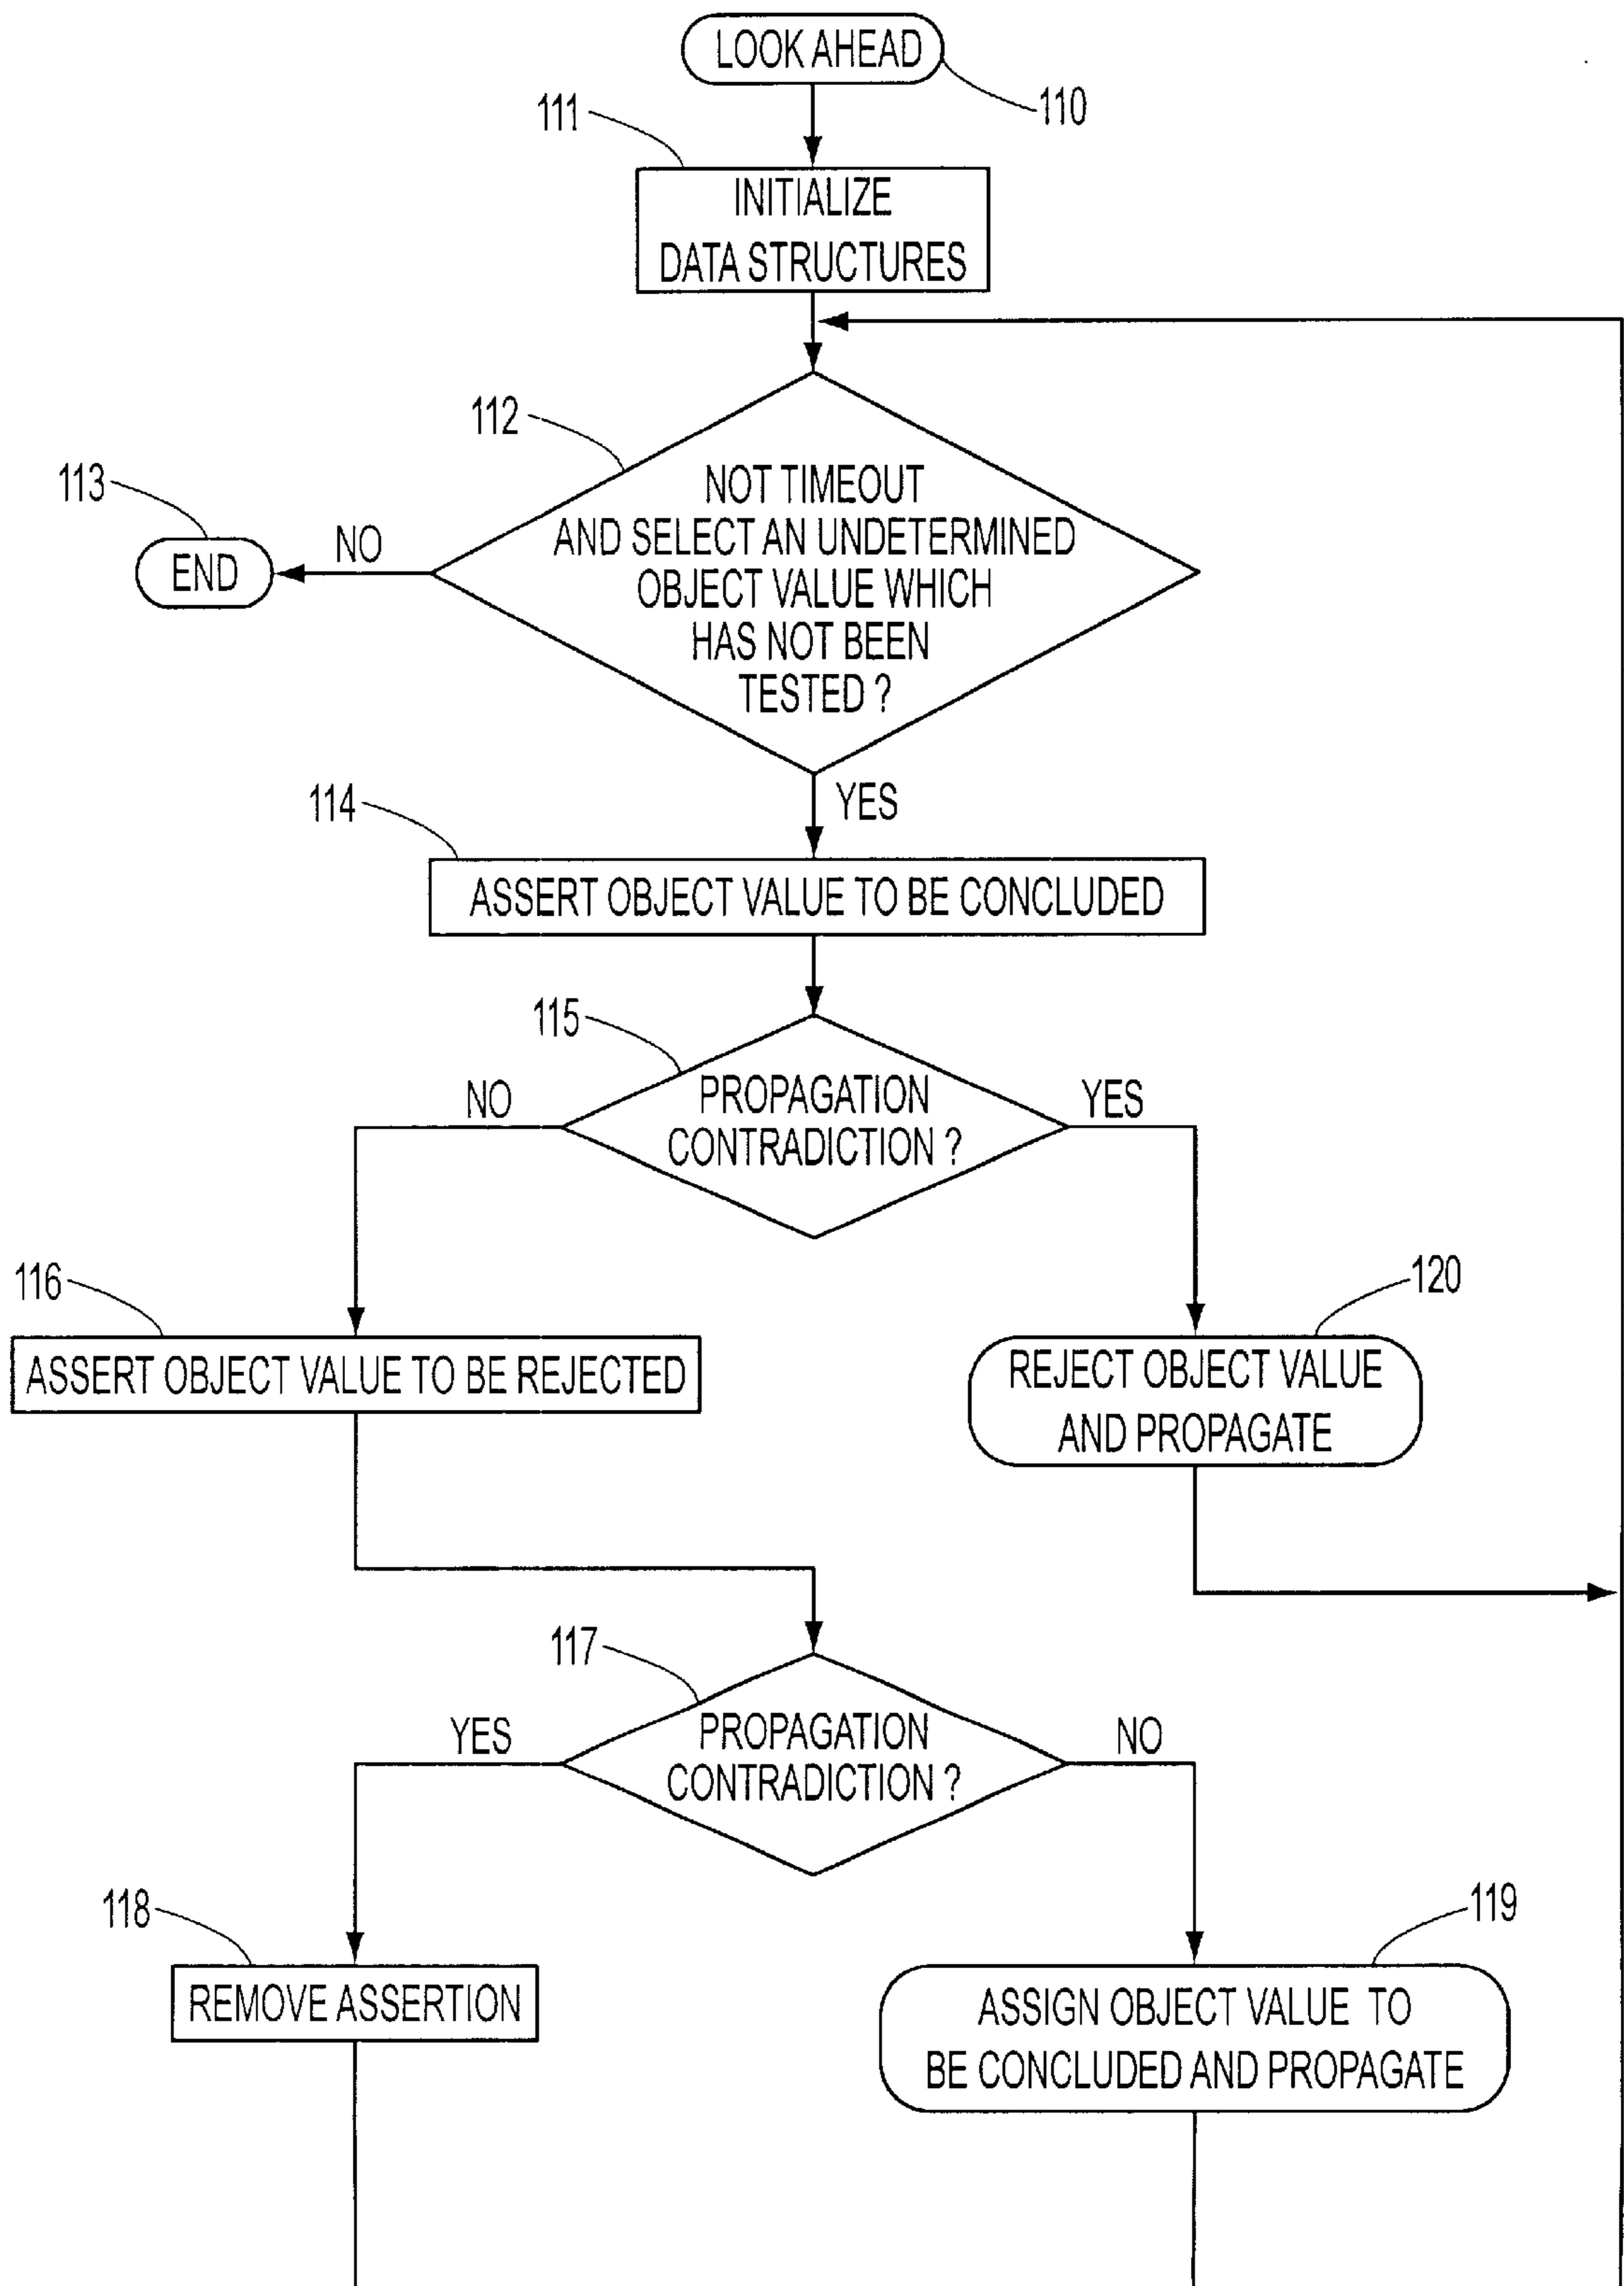 LOOK AHEAD
110
111
INITIALIZE
DATA STRUCTURES
112
NOT TIMEOUT
AND SELECT AN UNDETERMINED
OBJECT VALUE WHICH
HAS NOT BEEN
TESTED ?
113
END
NO
YES
114
ASSERT OBJECT VALUE TO BE CONCLUDED
115
PROPAGATION
CONTRADICTION ?
NO
YES
116
ASSERT OBJECT VALUE TO BE REJECTED
120
REJECT OBJECT VALUE
AND PROPAGATE
117
PROPAGATION
CONTRADICTION ?
YES
NO
118
REMOVE ASSERTION
119
ASSIGN OBJECT VALUE TO
BE CONCLUDED AND PROPAGATE